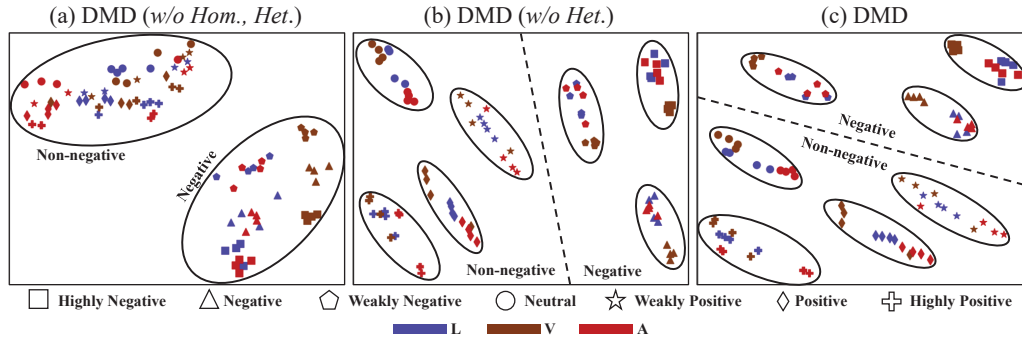 (a) DMD (w/o Hom., Het.)
(b) DMD (w/o Het.)
(c) DMD
Non-negative
Negative
Non-negative
Negative
Negative
Non-negative
Highly Negative
Negative
Weakly Negative
Neutral
Weakly Positive
Positive
Highly Positive
L
V
A